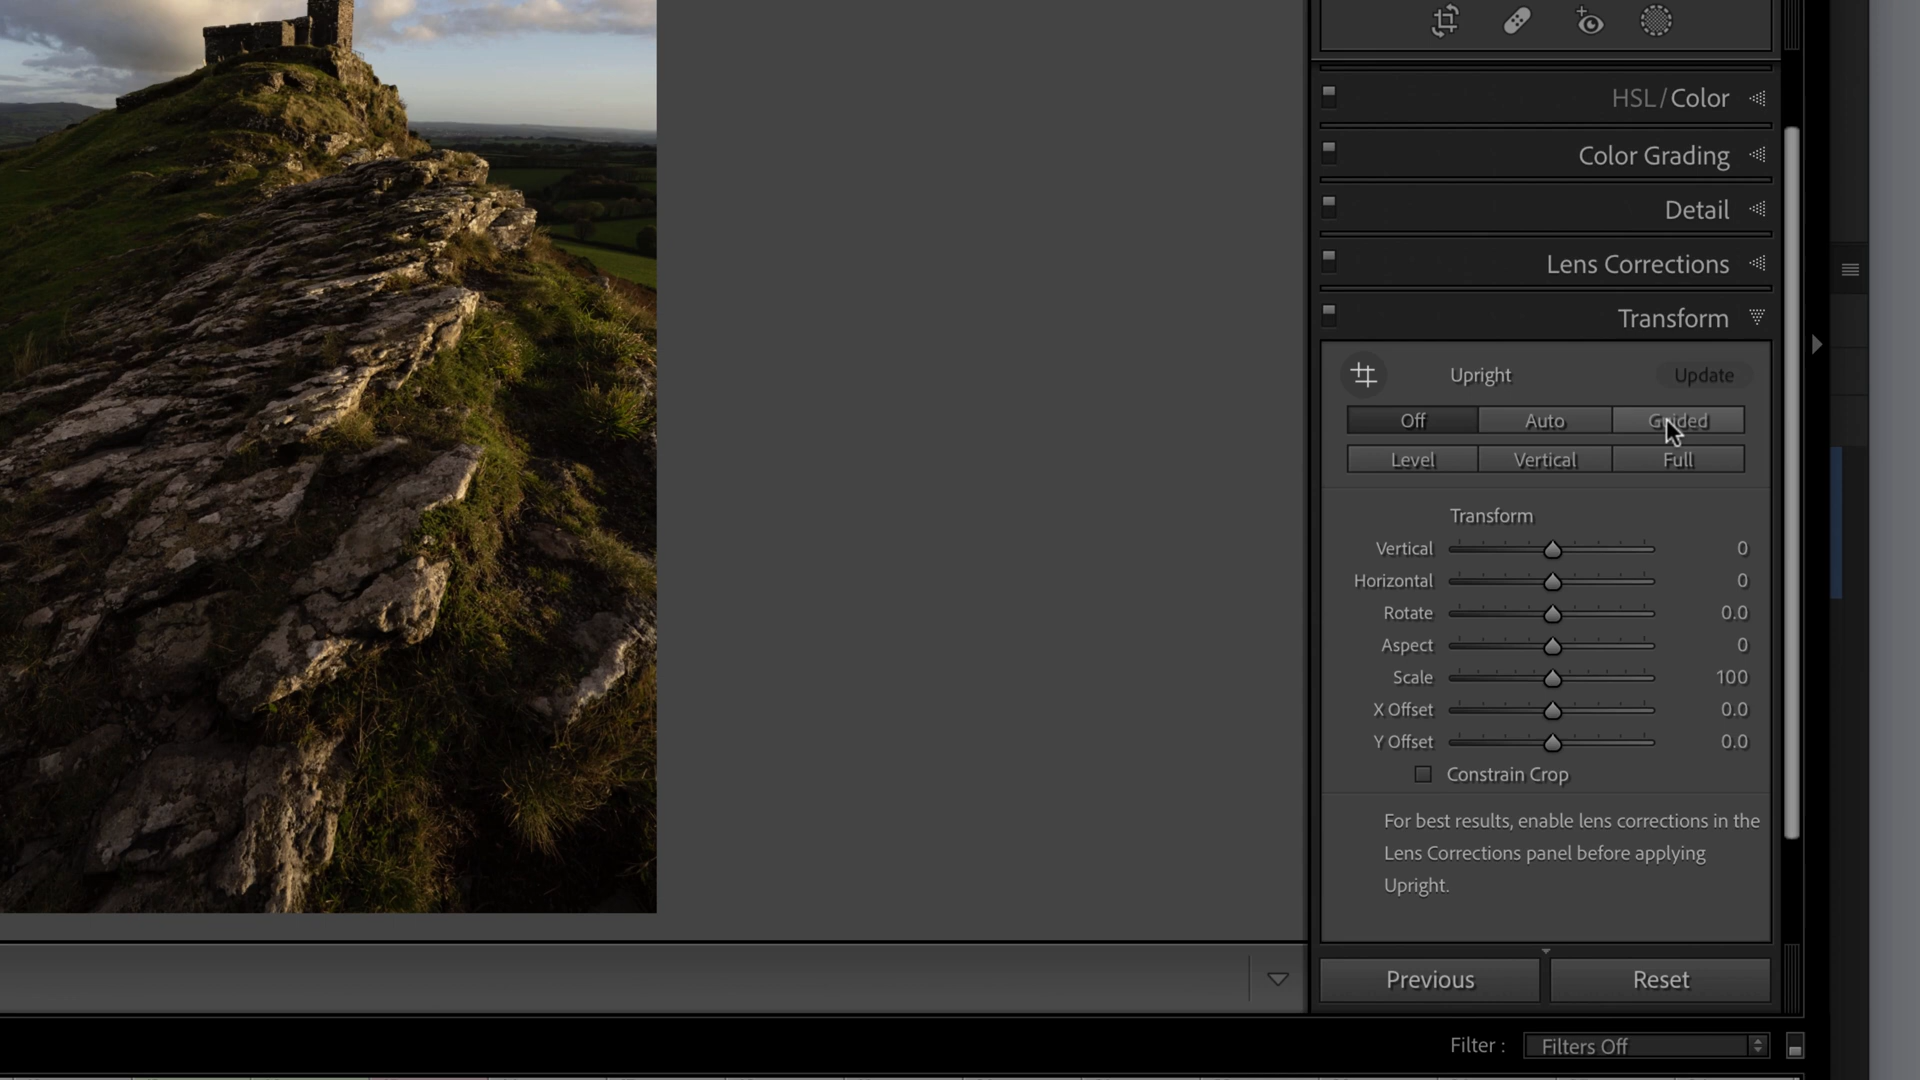 HSL / Color
Color Grading
Detail
Lens Corrections
Transform
Upright Update
Off Auto Guided
Level Vertical Full
Transform
Vertical 0
Horizontal 0
Rotate 0.0
Aspect 0
Scale 100
X Offset 0.0
Y Offset 0.0
Constrain Crop
For best results, enable lens corrections in the
Lens Corrections panel before applying
Upright.
Previous Reset
Filter : Filters Off